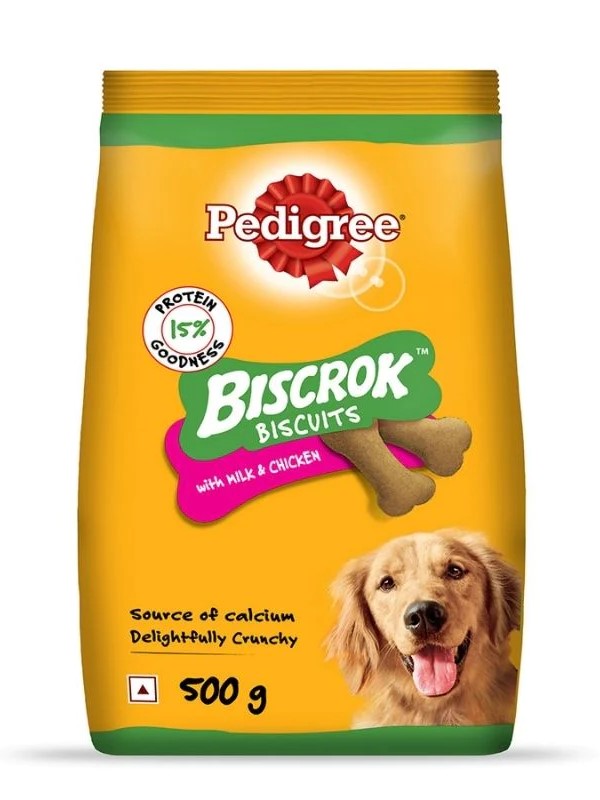 Pedigree®
PROTEIN
15%
GOODNESS
BISCROK™
BISCUITS
with MILK & CHICKEN
Source of calcium
Delightfully Crunchy
500 g